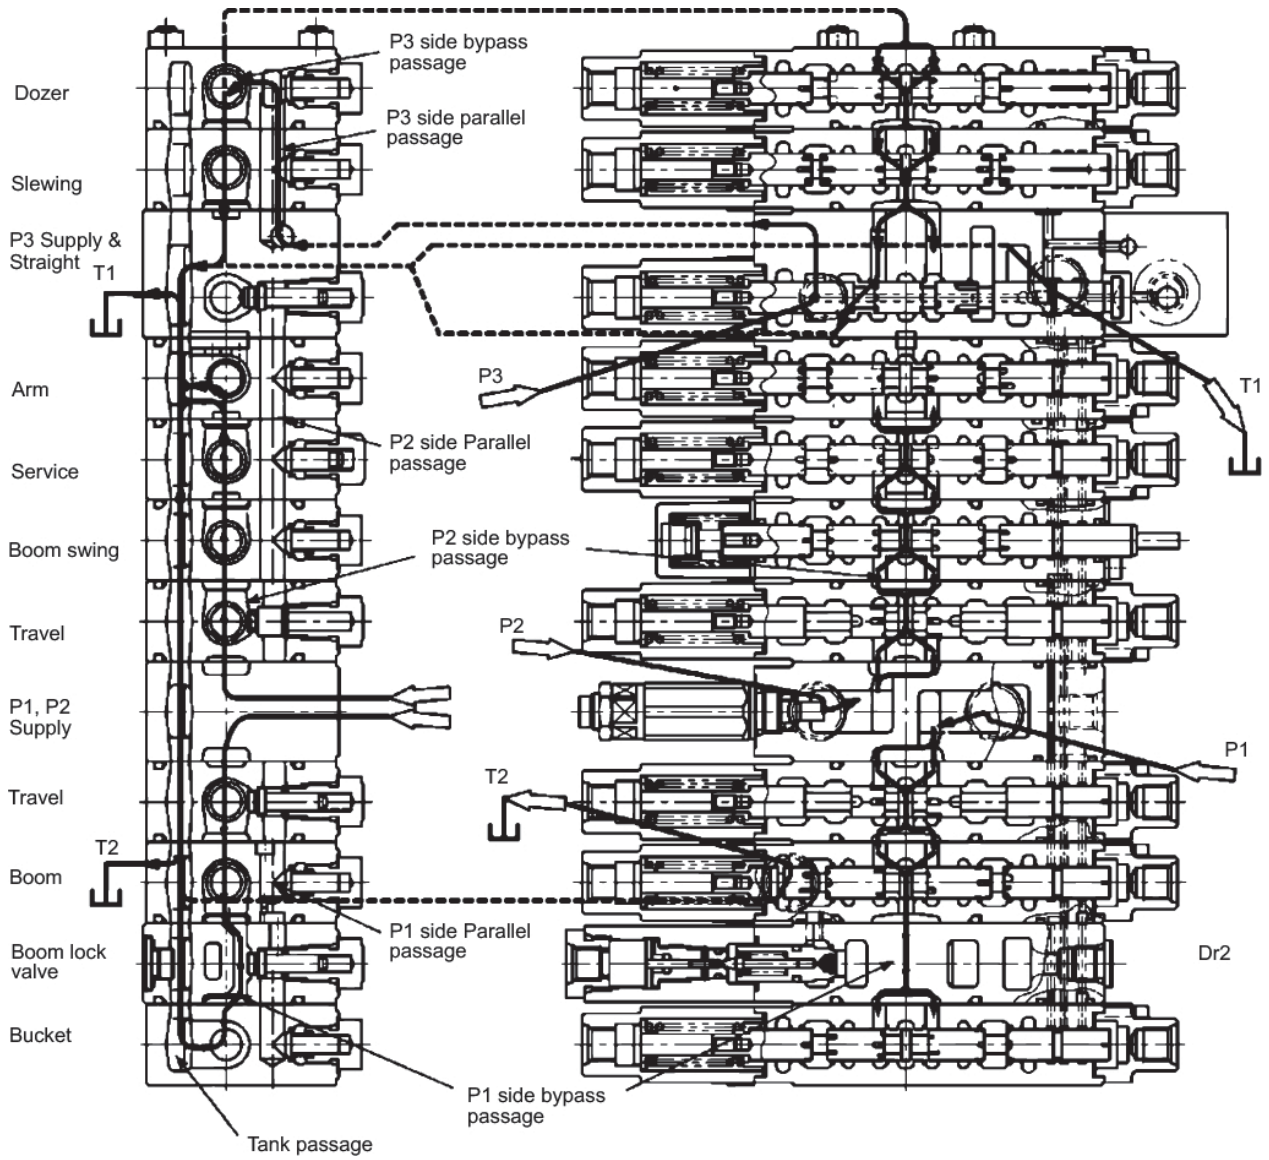 P3 side bypass
passage
Dozer
P3 side parallel
passage
Slewing
P3 Supply &
Straight
T1
P3
T1
Arm
P2 side Parallel
passage
Service
P2 side bypass
passage
Boom swing
P2
Travel
P1, P2
Supply
P1
T2
Travel
T2
Boom
P1 side Parallel
passage
Boom lock
valve
Dr2
Bucket
P1 side bypass
passage
Tank passage